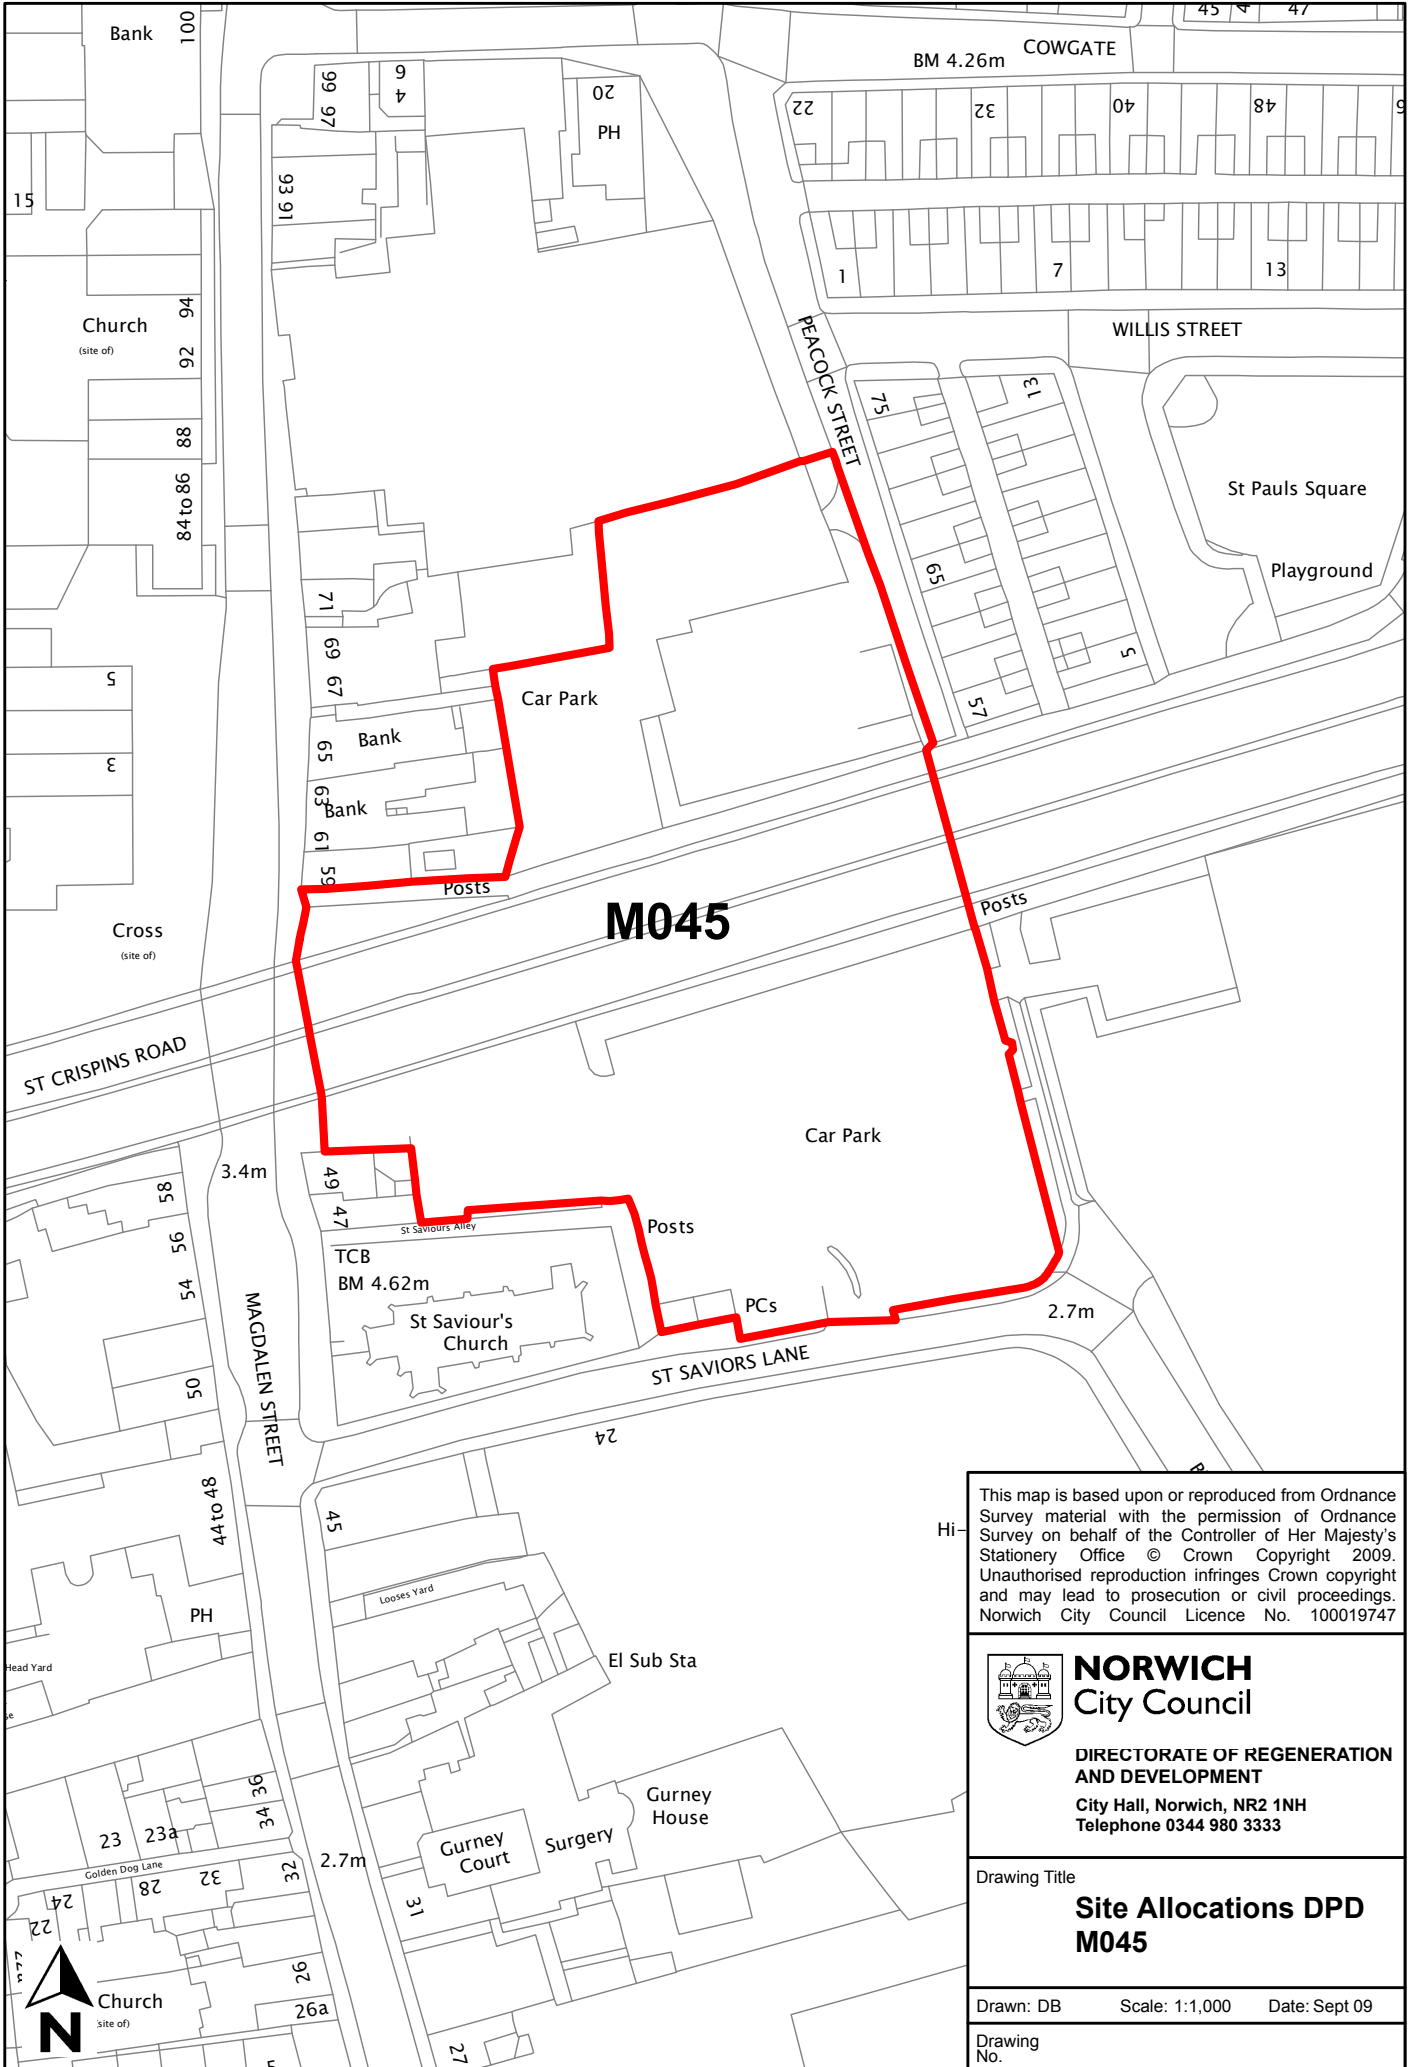 Bank
100
45
4
47
COWGATE
BM 4.26m
99
97
6
4
20
PH
22
32
40
48
93 91
15
1
7
13
Church
(site of)
94
92
WILLIS STREET
PEACOCK STREET
75
13
88
84 to 86
St Pauls Square
Playground
71
65
69
67
5
5
Car Park
57
65
Bank
3
63
Bank
61
59
Posts
M045
Posts
Cross
(site of)
ST CRISPINS ROAD
Car Park
3.4m
49
47
58
56
54
St Saviours Alley
Posts
TCB
BM 4.62m
MAGDALEN STREET
St Saviour's
Church
PCs
2.7m
ST SAVIORS LANE
50
24
44 to 48
45
Hi-
Looses Yard
PH
Head Yard
El Sub Sta
36
34
Gurney
House
23
23a
Gurney
Court
Surgery
Golden Dog Lane
2.7m
24
28
32
32
22
31
26
Church
(site of)
26a
27
N
This map is based upon or reproduced from Ordnance
Survey material with the permission of Ordnance
Survey on behalf of the Controller of Her Majesty's
Stationery Office © Crown Copyright 2009.
Unauthorised reproduction infringes Crown copyright
and may lead to prosecution or civil proceedings.
Norwich City Council Licence No. 100019747
NORWICH
City Council
DIRECTORATE OF REGENERATION
AND DEVELOPMENT
City Hall, Norwich, NR2 1NH
Telephone 0344 980 3333
Drawing Title
Site Allocations DPD
M045
Drawn: DB Scale: 1:1,000 Date: Sept 09
Drawing
No.